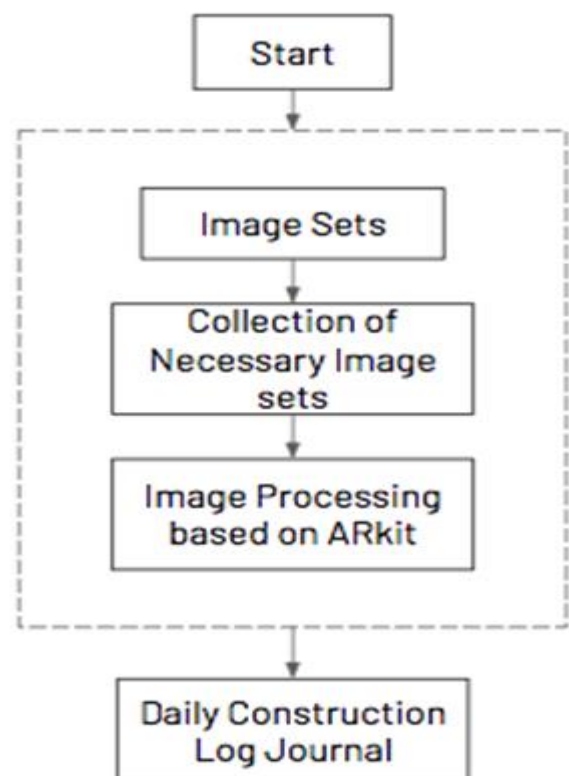 Start
Image Sets
Collection of
Necessary Image
sets
Image Processing
based on ARkit
Daily Construction
Log Journal